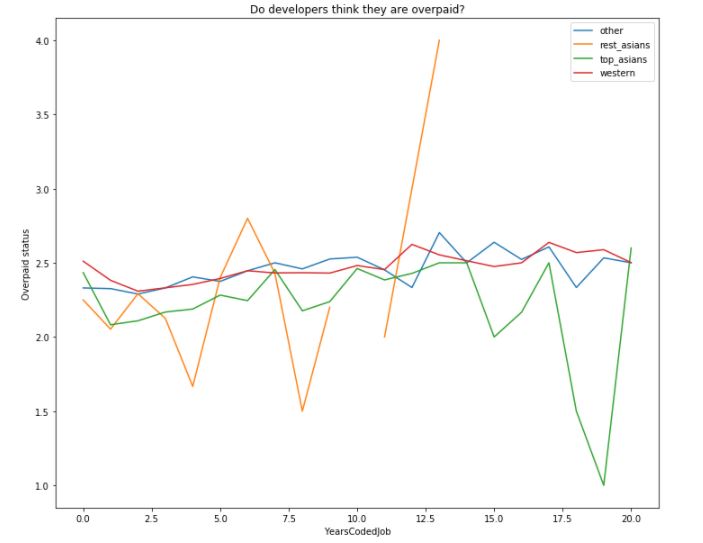 Do developers think they are overpaid?
other
rest_asians
top_asians
western
4.0
3.5
3.0
2.5
2.0
1.5
1.0
Overpaid status
0.0 2.5 5.0 7.5 10.0 12.5 15.0 17.5 20.0
YearsCodedJob